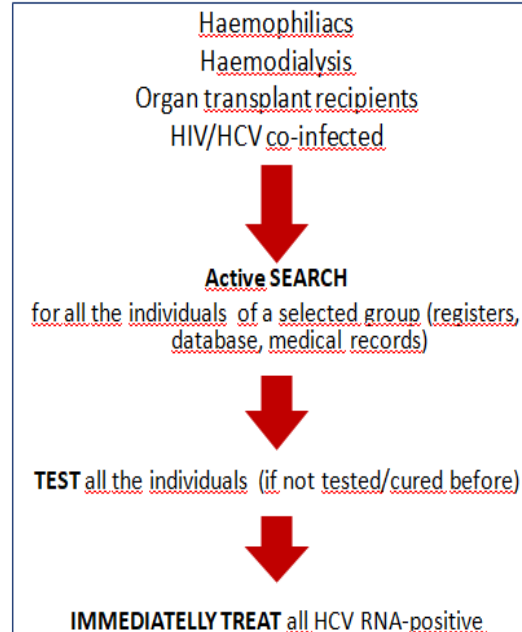 Haemophiliacs
Haemodialysis
Organ transplant recipients
HIV/HCV co-infected
Active SEARCH
for all the individuals of a selected group (registers,
database, medical records)
TEST all the individuals (if not tested/cured before)
IMMEDIATELLY TREAT all HCV RNA-positive